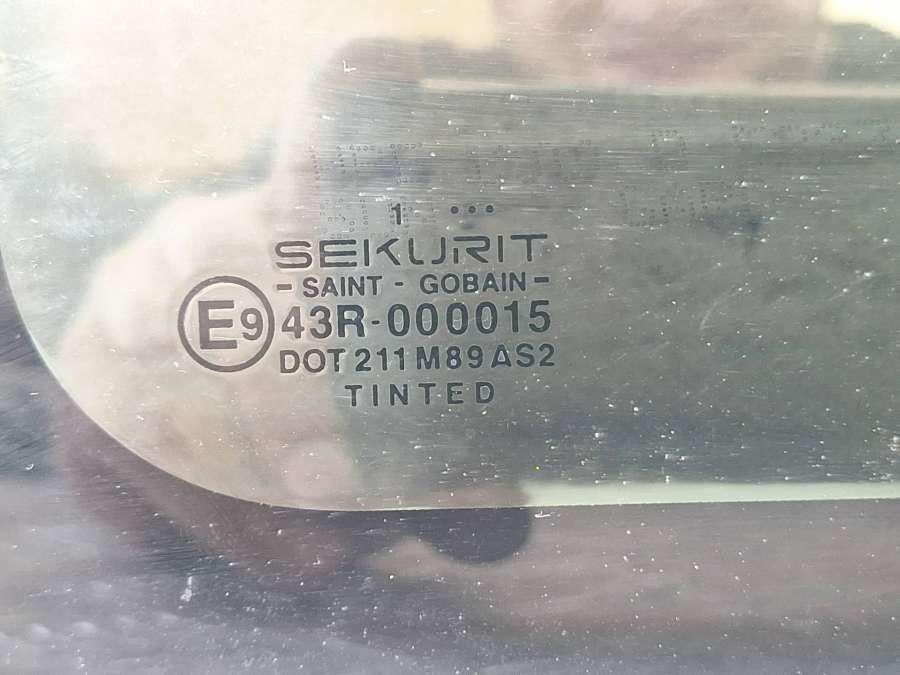 1 •••
SEKURIT
- SAINT - GOBAIN -
E9 43R-000015
DOT 211 M89 AS2
TINTED